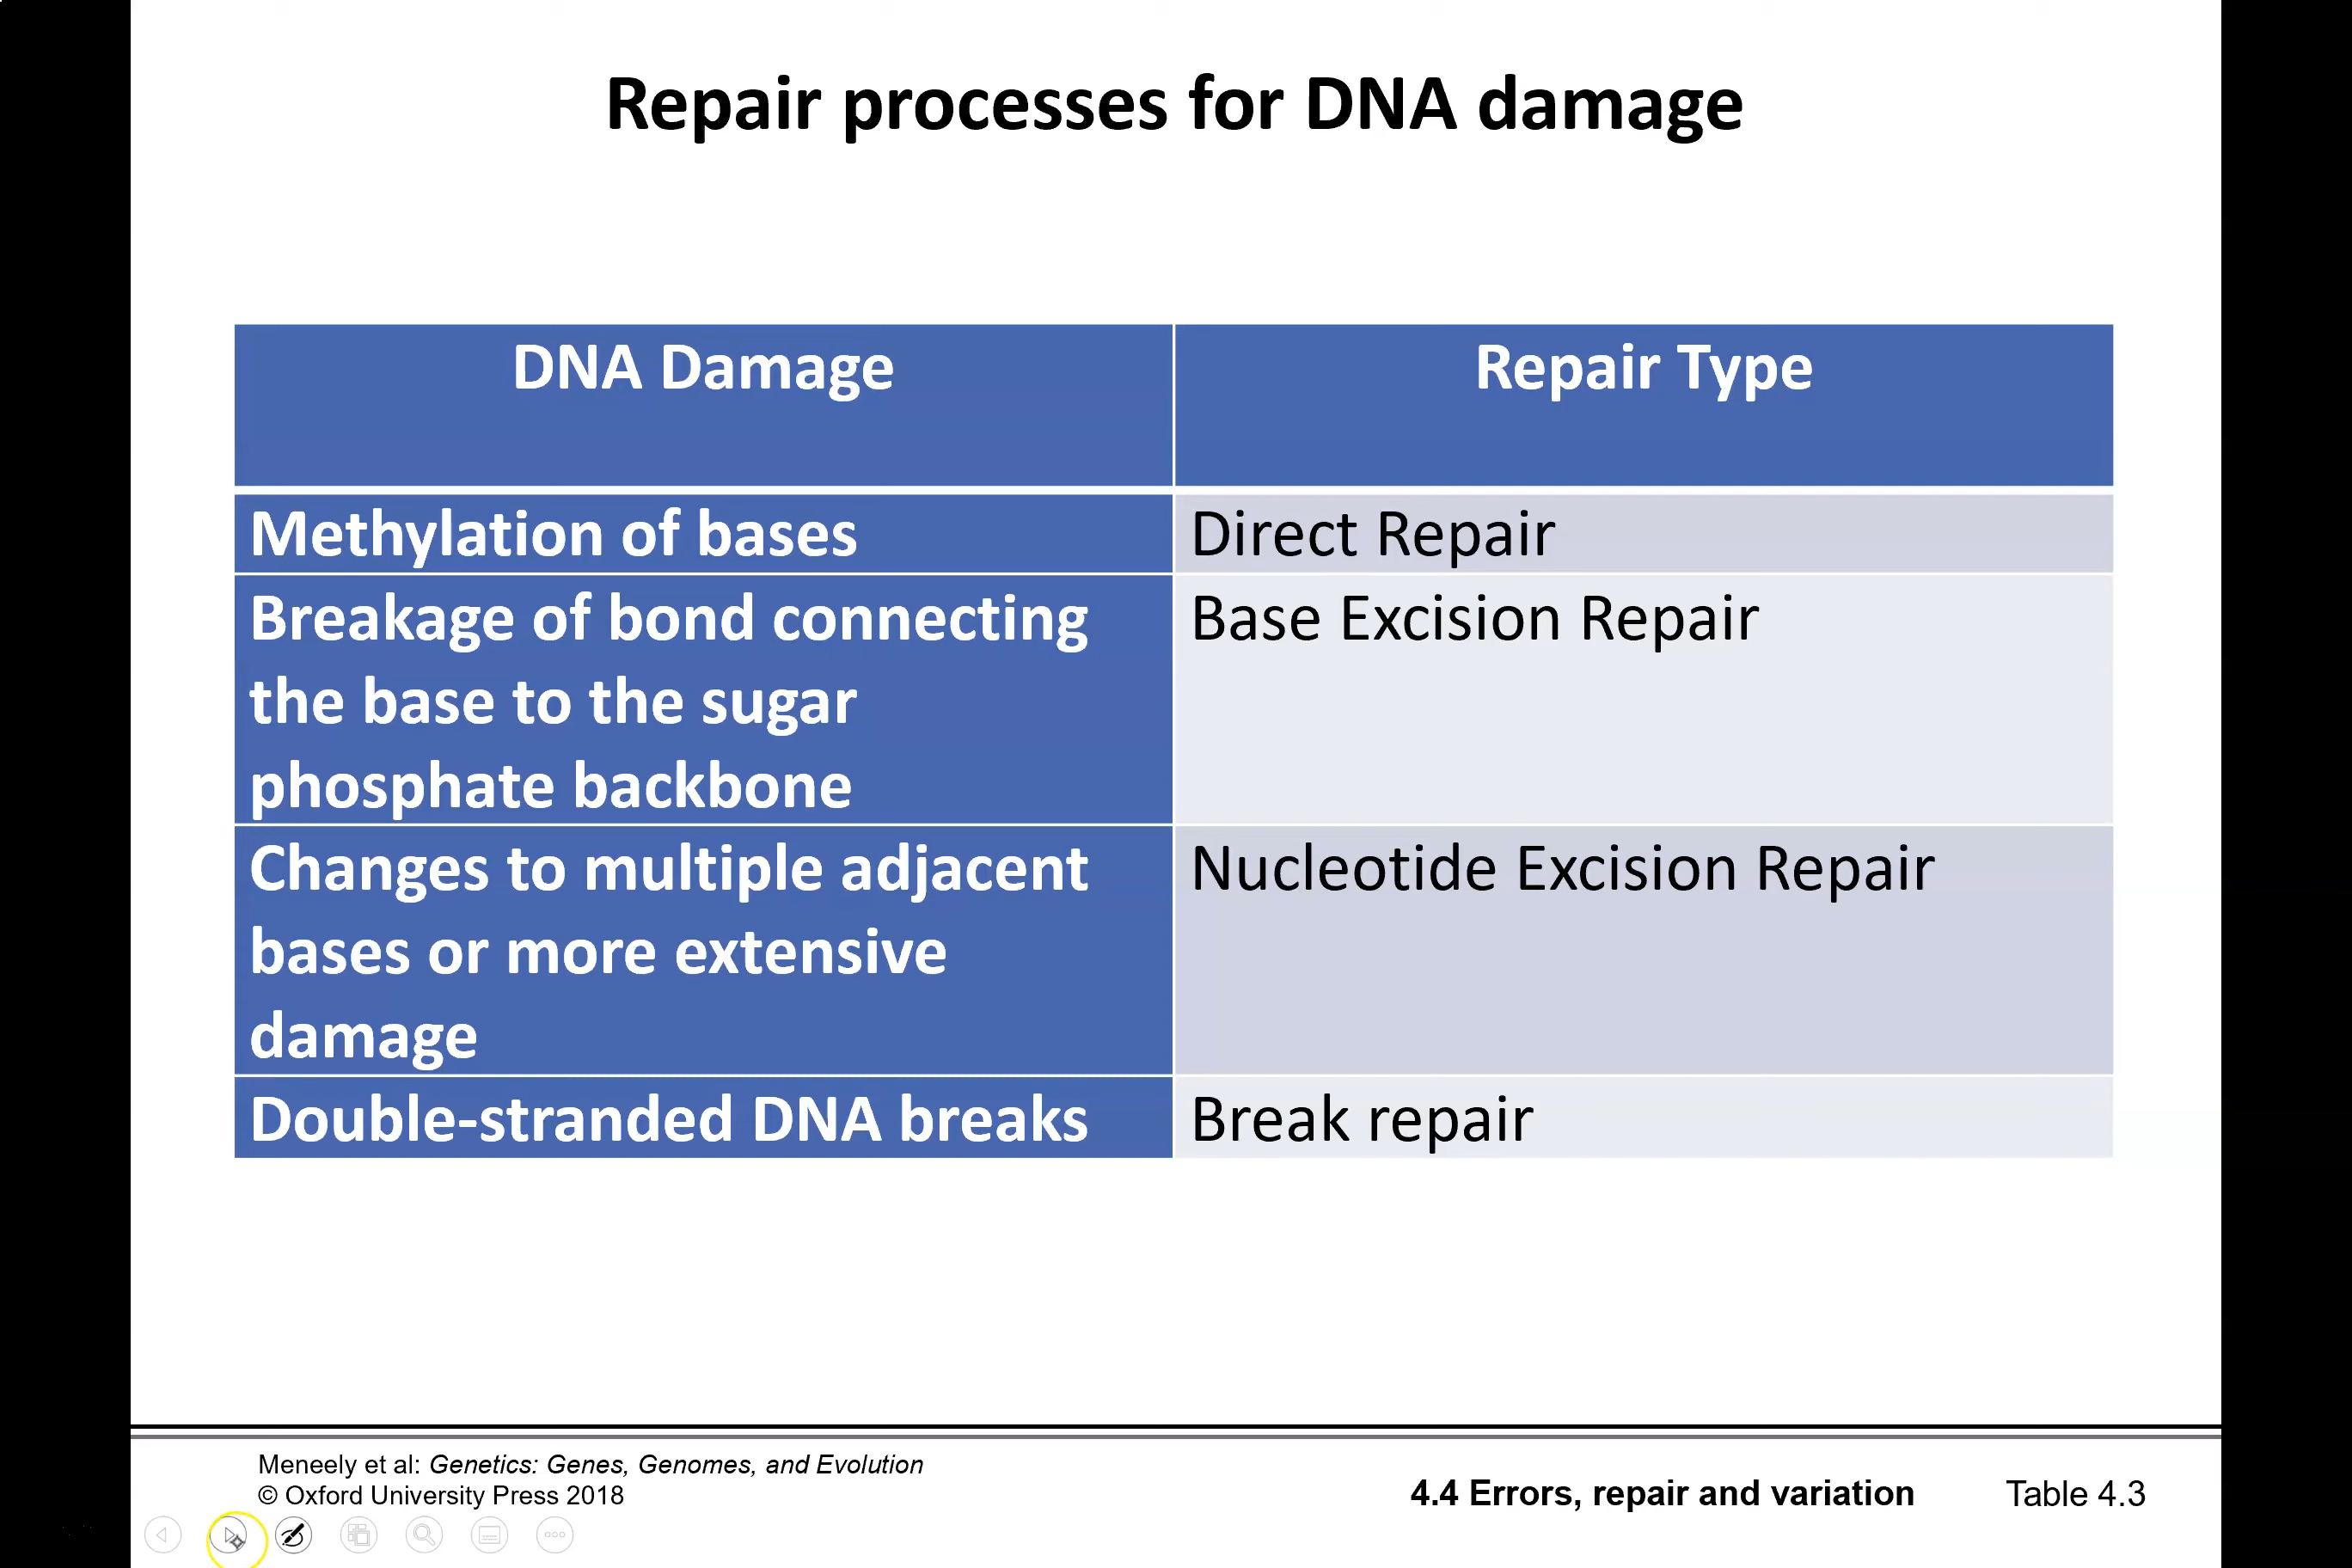 Repair processes for DNA damage
DNA Damage
Repair Type
Methylation of bases
Direct Repair
Breakage of bond connecting
the base to the sugar
phosphate backbone
Base Excision Repair
Changes to multiple adjacent
bases or more extensive
damage
Nucleotide Excision Repair
Double-stranded DNA breaks
Break repair
Meneely et al: Genetics: Genes, Genomes, and Evolution
© Oxford University Press 2018
4.4 Errors, repair and variation
Table 4.3